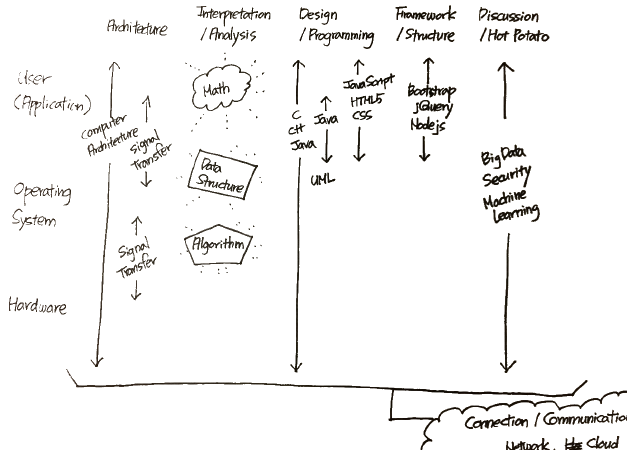 Architecture
Interpretation
/Analysis
Design
/Programming
Framework
/Structure
Discussion
/Hot Potato
User
(Application)
Operating
System
Hardware
Computer
Architecture
Signal
Transfer
Signal
Transfer
Math
Data
Structure
Algorithm
C
C++
Java
Java
UML
JavaScript
HTML5
CSS
Bootstrap
jQuery
Nodejs
Big Data
Security
Machine
Learning
Connection / Communication
Network,
Cloud